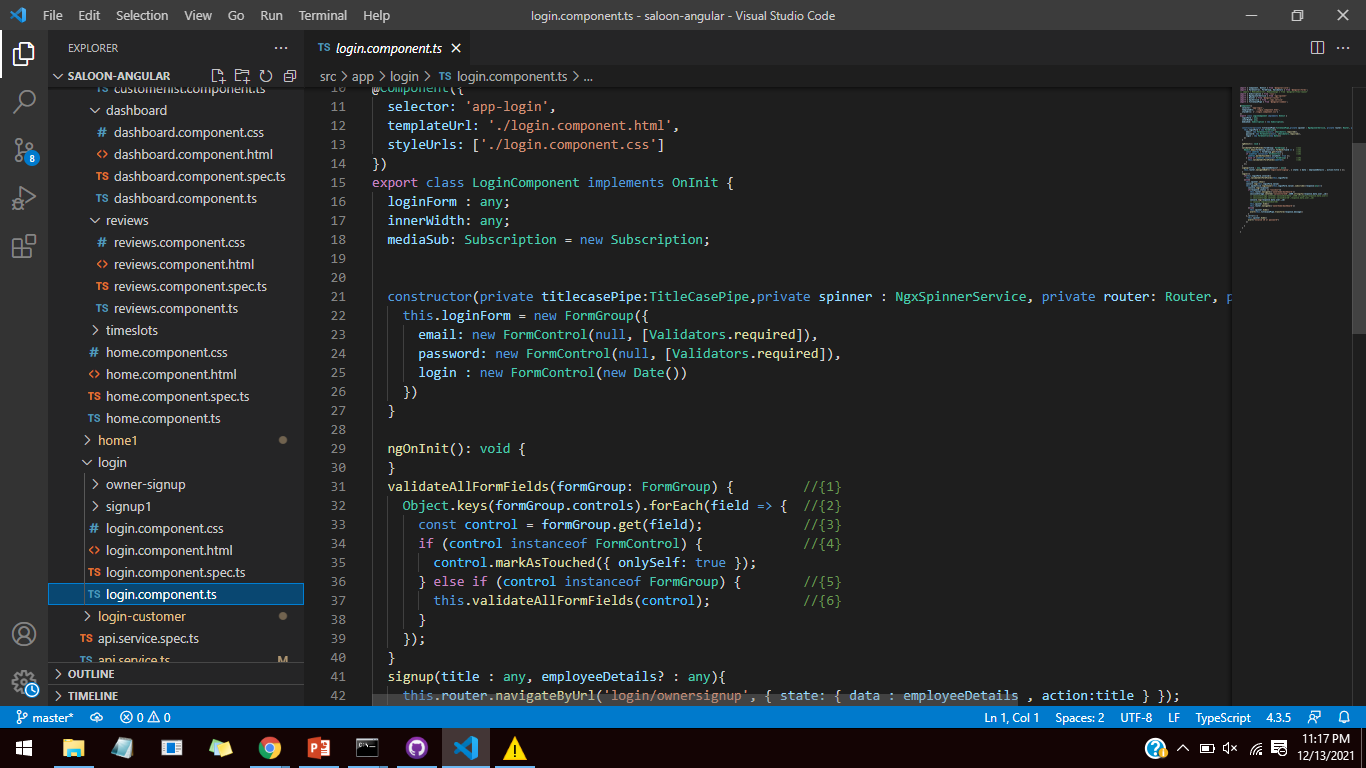 File Edit Selection View Go Run Terminal Help login.component.ts - saloon-angular - Visual Studio Code
EXPLORER
SALOON-ANGULAR
customerlist.component.ts
dashboard
# dashboard.component.css
<> dashboard.component.html
TS dashboard.component.spec.ts
TS dashboard.component.ts
reviews
# reviews.component.css
<> reviews.component.html
TS reviews.component.spec.ts
TS reviews.component.ts
timeslots
# home.component.css
<> home.component.html
TS home.component.spec.ts
TS home.component.ts
home1
login
owner-signup
signup1
# login.component.css
<> login.component.html
TS login.component.spec.ts
TS login.component.ts
login-customer
TS api.service.spec.ts
TS api.service.ts M
OUTLINE
TIMELINE
8
TS login.component.ts
src > app > login > TS login.component.ts > ...
10 @Component({
11 selector: 'app-login',
12 templateUrl: './login.component.html',
13 styleUrls: ['./login.component.css']
14 })
15 export class LoginComponent implements OnInit {
16 loginForm : any;
17 innerWidth: any;
18 mediaSub: Subscription = new Subscription;
19
20
21 constructor(private titlecasePipe:TitleCasePipe,private spinner : NgxSpinnerService, private router: Router, p
22 this.loginForm = new FormGroup({
23 email: new FormControl(null, [Validators.required]),
24 password: new FormControl(null, [Validators.required]),
25 login : new FormControl(new Date())
26 })
27 }
28
29 ngOnInit(): void {
30 }
31 validateAllFormFields(formGroup: FormGroup) { //{1}
32 Object.keys(formGroup.controls).forEach(field => { //{2}
33 const control = formGroup.get(field); //{3}
34 if (control instanceof FormControl) { //{4}
35 control.markAsTouched({ onlySelf: true });
36 } else if (control instanceof FormGroup) { //{5}
37 this.validateAllFormFields(control); //{6}
38 }
39 });
40 }
41 signup(title : any, employeeDetails? : any){
42 this.router.navigateByUrl('login/ownersignup', { state: { data : employeeDetails , action:title } });
master* 0 0 Ln 1, Col 1 Spaces: 2 UTF-8 LF TypeScript 4.3.5
11:17 PM
12/13/2021